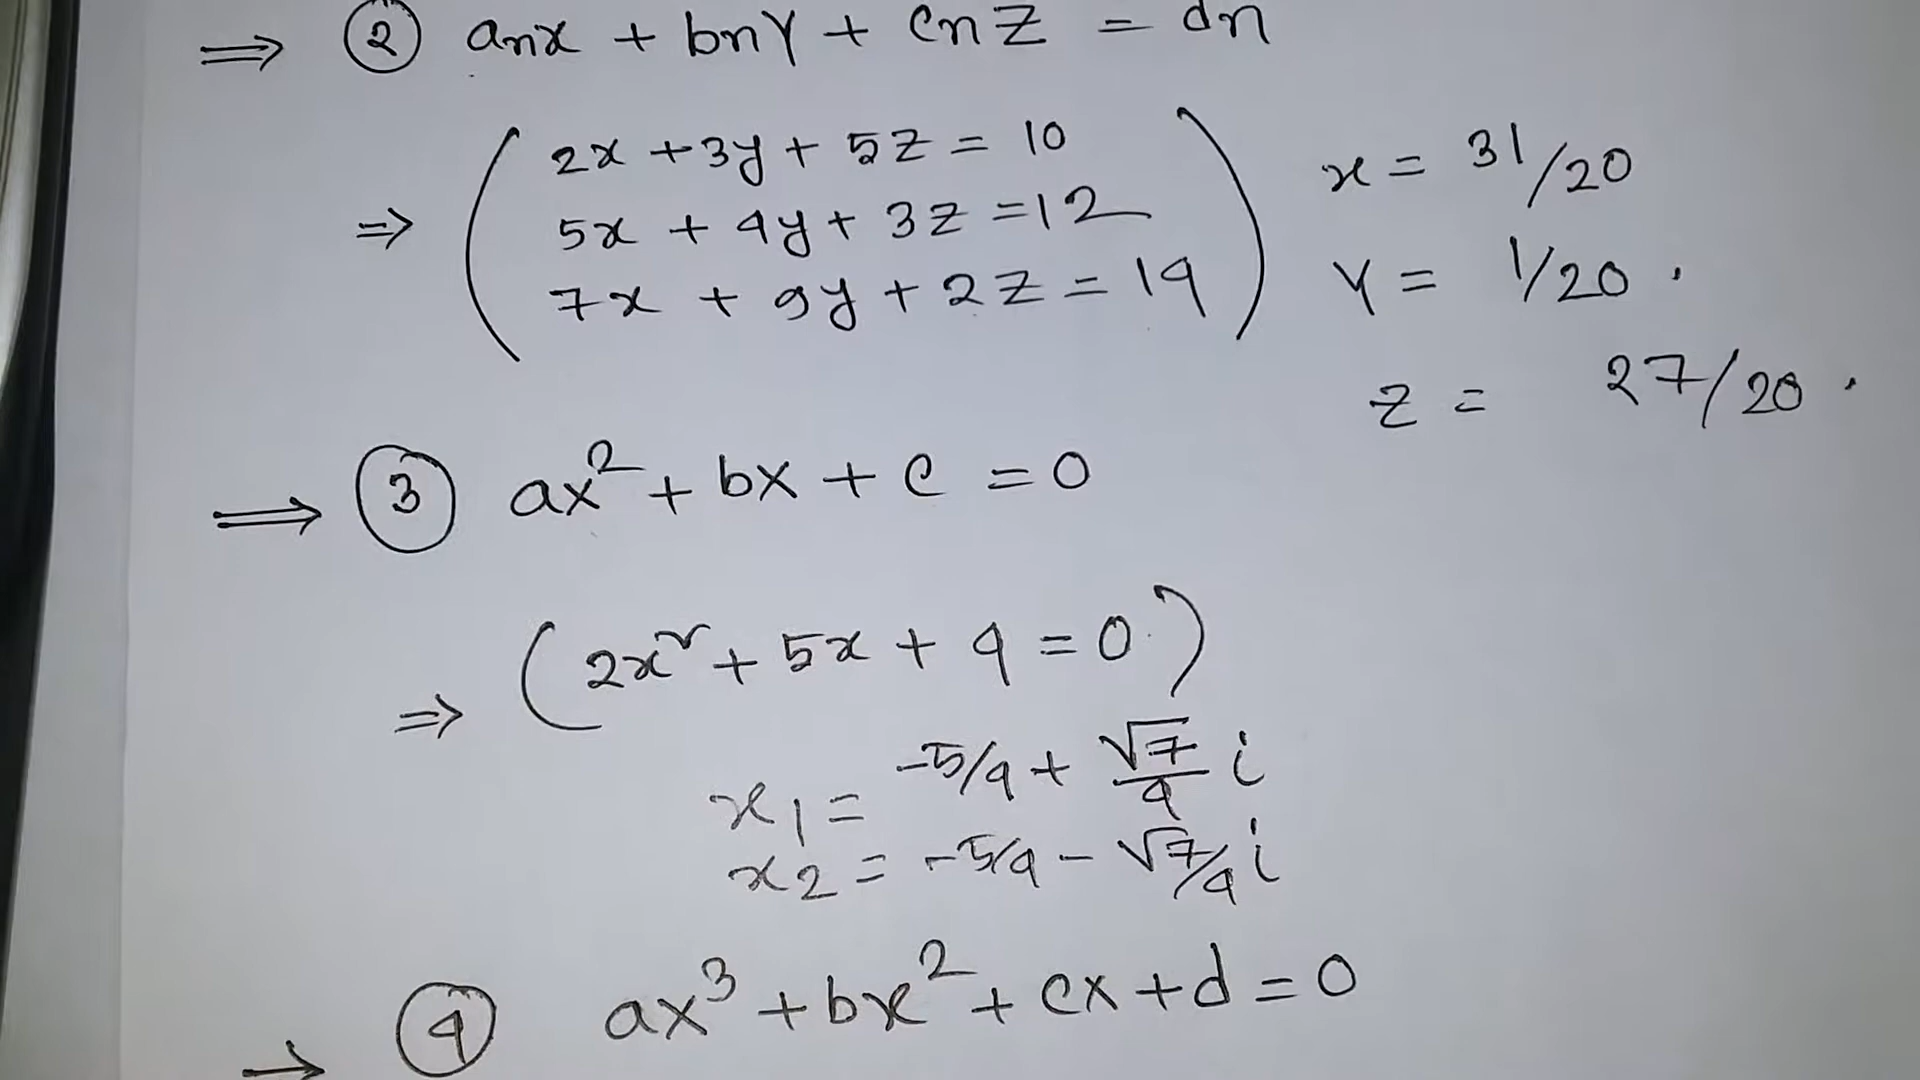 ⇒ ② anx + bnY + cnZ = dn
2x + 3y + 5z = 10
x = 31/20
⇒ 5x + 4y + 3z = 12
7x + 9y + 2z = 14
Y = 1/20 .
z = 27/20 .
⇒ ③ ax² + bx + c = 0
⇒ (2x² + 5x + 4 = 0)
x1 = -5/4 + √7/4 i
x2 = -5/4 - √7/4 i
→ ④ ax³ + bx² + cx + d = 0